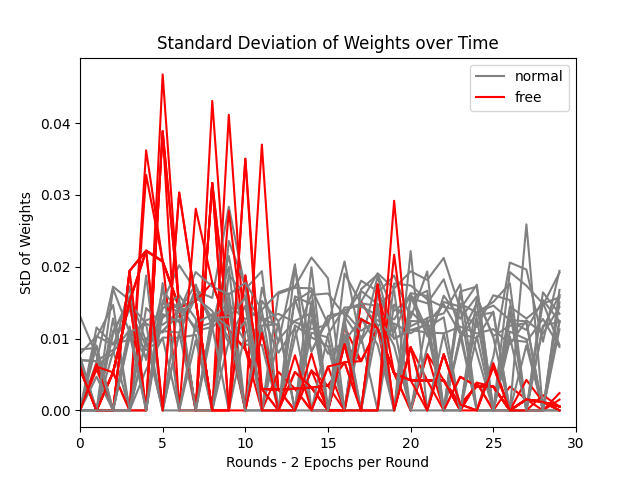 Standard Deviation of Weights over Time
normal
free
StD of Weights
0.04
0.03
0.02
0.01
0.00
0 5 10 15 20 25 30
Rounds - 2 Epochs per Round